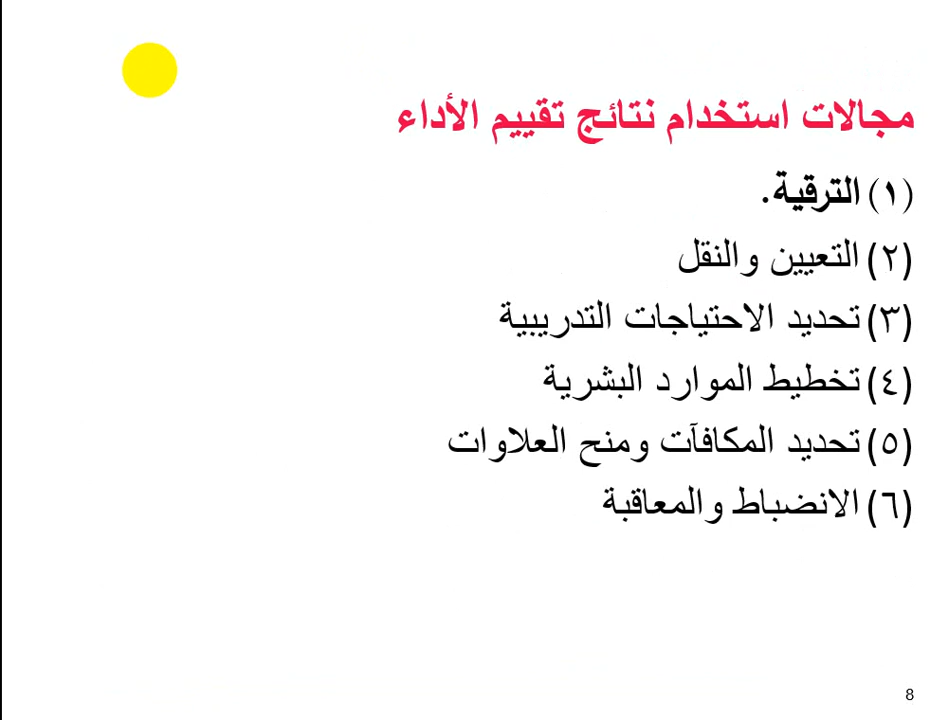 مجالات استخدام نتائج تقييم الأداء
(١) الترقية.
(٢) التعيين والنقل
(٣) تحديد الاحتياجات التدريبية
(٤) تخطيط الموارد البشرية
(٥) تحديد المكافآت ومنح العلاوات
(٦) الانضباط والمعاقبة
8